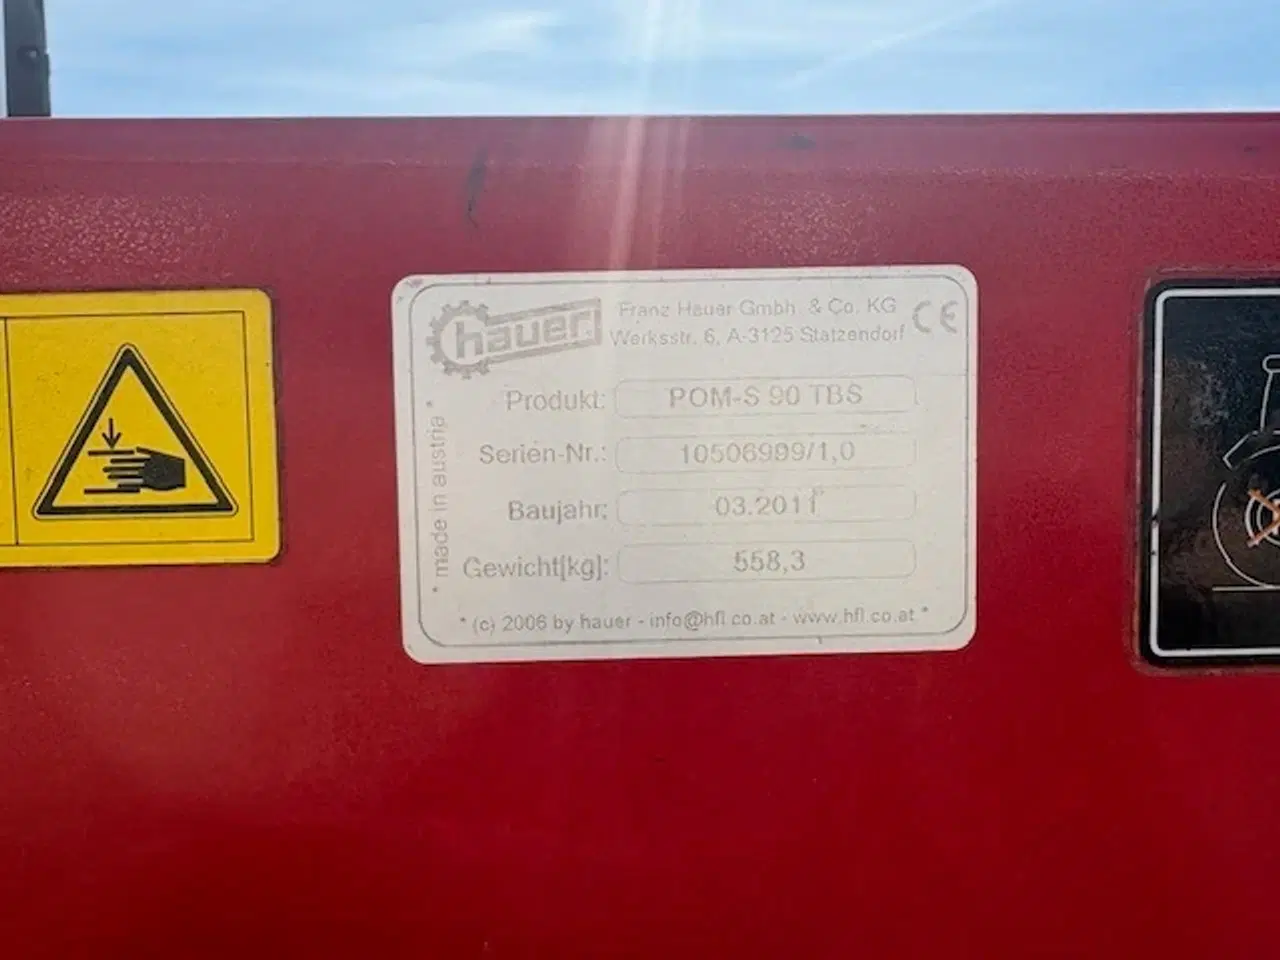 hauer
Franz Hauer Gmbh. & Co. KG
Werksstr. 6, A-3125 Statzendorf
CE
Produkt: POM-S 90 TBS
Serien-Nr.: 10506999/1,0
Baujahr: 03.2011
Gewicht[kg]: 558,3
* made in austria *
* (c) 2006 by hauer - info@hfl.co.at - www.hfl.co.at *